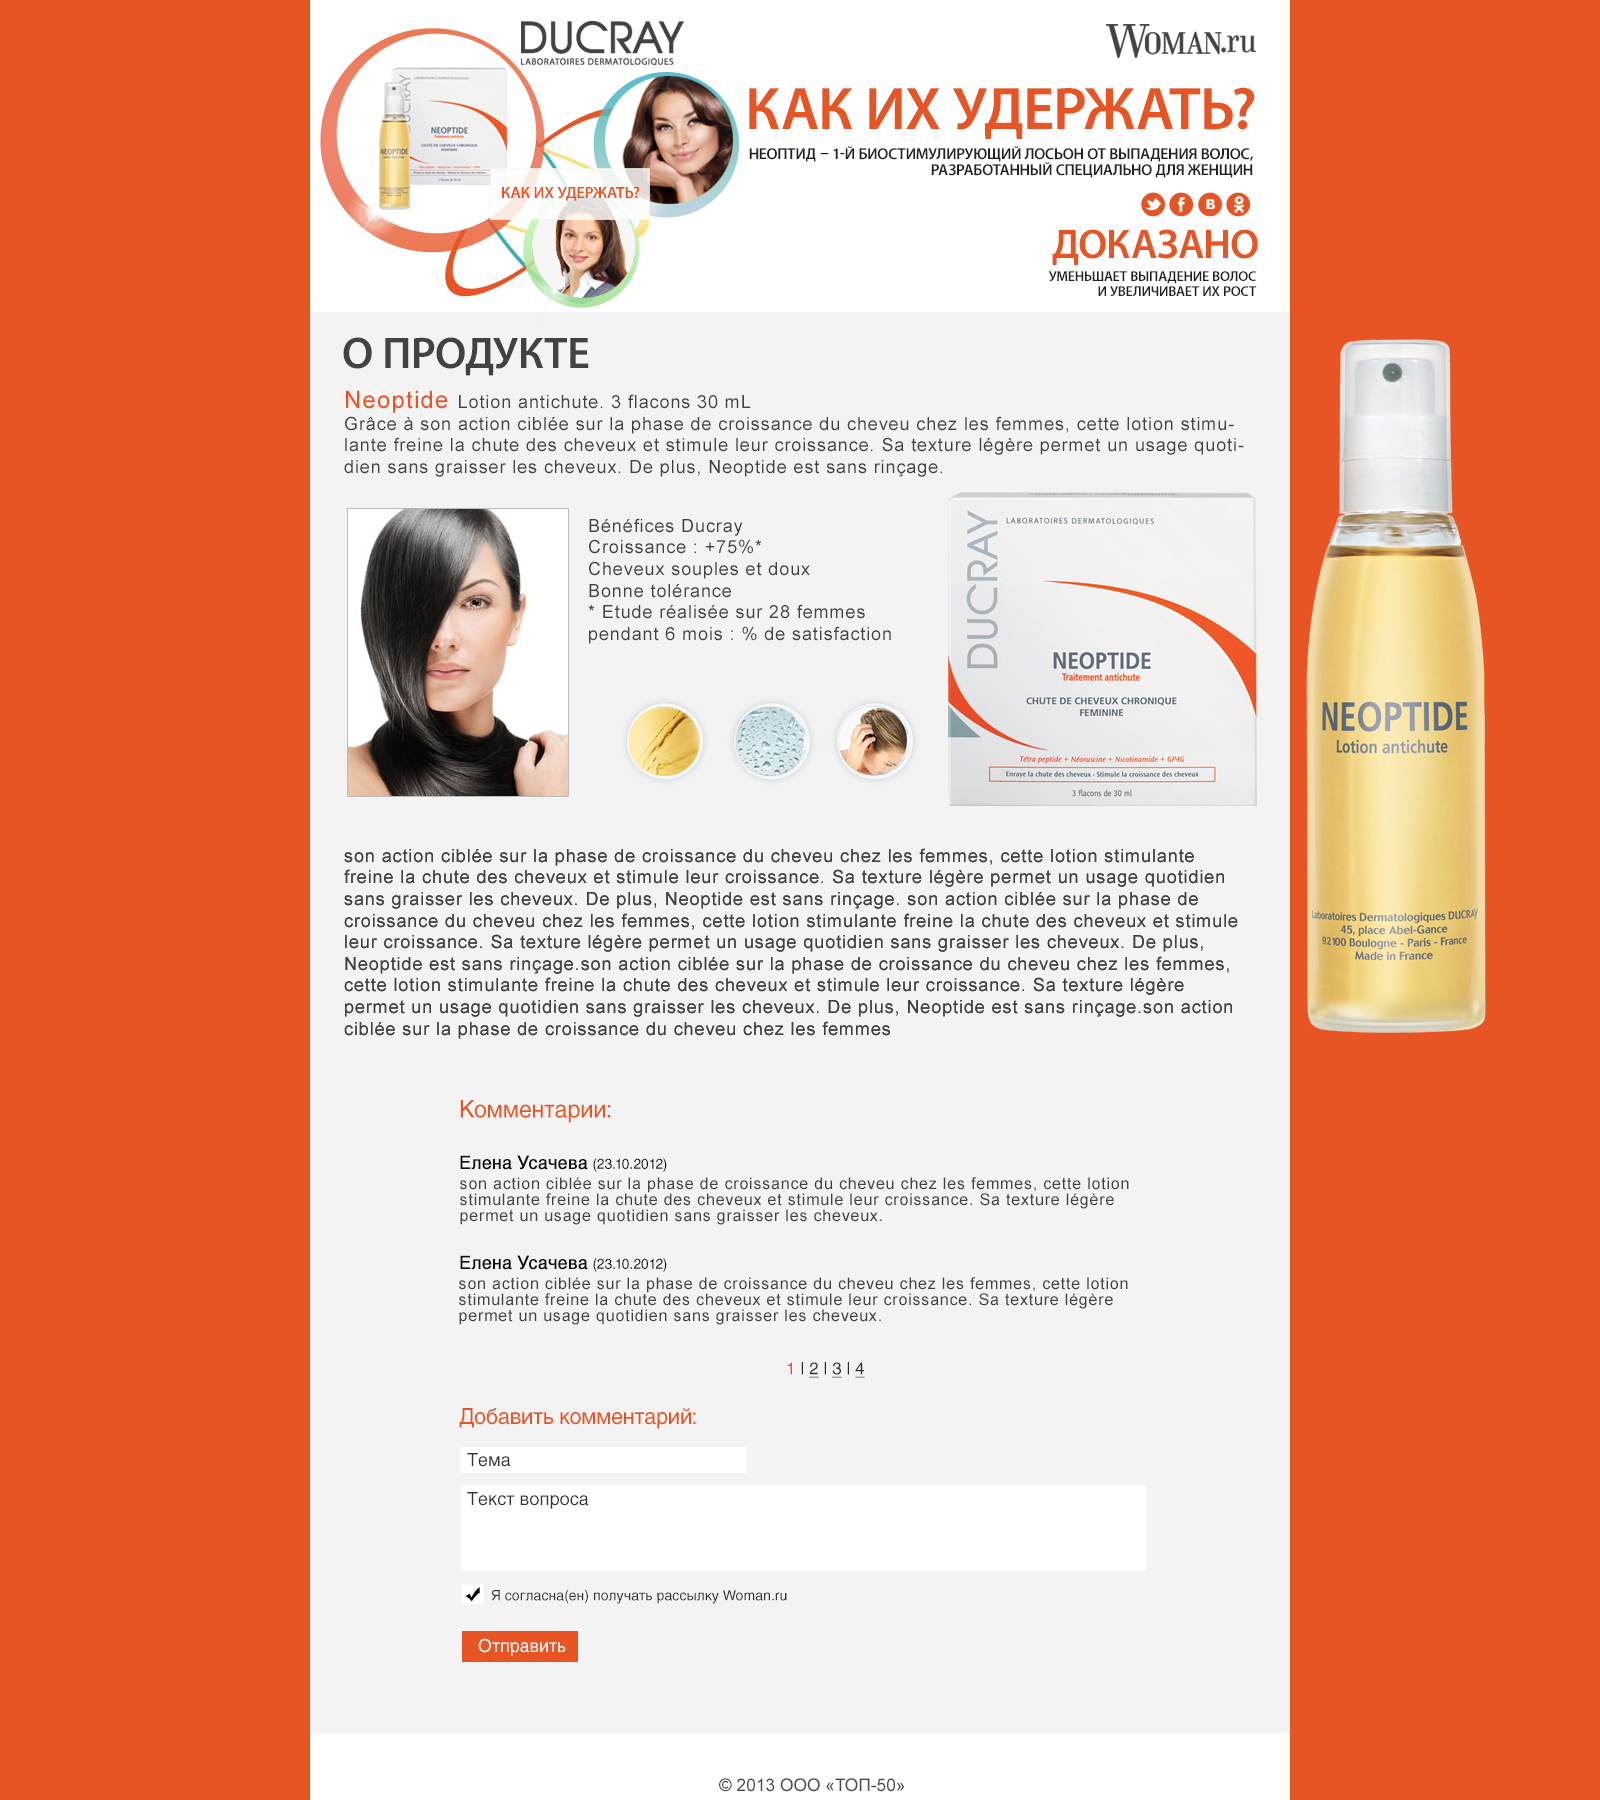 DUCRAY
LABORATOIRES DERMATOLOGIQUES
WOMAN.ru
DUCRAY
LABORATOIRES DERMATOLOGIQUES
NEOPTIDE
Traitement antichute
CHUTE DE CHEVEUX CHRONIQUE
FEMININE
NEOPTIDE
КАК ИХ УДЕРЖАТЬ?
КАК ИХ УДЕРЖАТЬ?
НЕОПТИД – 1-Й БИОСТИМУЛИРУЮЩИЙ ЛОСЬОН ОТ ВЫПАДЕНИЯ ВОЛОС,
РАЗРАБОТАННЫЙ СПЕЦИАЛЬНО ДЛЯ ЖЕНЩИН
ДОКАЗАНО
УМЕНЬШАЕТ ВЫПАДЕНИЕ ВОЛОС
И УВЕЛИЧИВАЕТ ИХ РОСТ
О ПРОДУКТЕ
Neoptide Lotion antichute. 3 flacons 30 mL
Grâce à son action ciblée sur la phase de croissance du cheveu chez les femmes, cette lotion stimu-
lante freine la chute des cheveux et stimule leur croissance. Sa texture légère permet un usage quoti-
dien sans graisser les cheveux. De plus, Neoptide est sans rinçage.
Bénéfices Ducray
Croissance : +75%*
Cheveux souples et doux
Bonne tolérance
* Etude réalisée sur 28 femmes
pendant 6 mois : % de satisfaction
DUCRAY
LABORATOIRES DERMATOLOGIQUES
NEOPTIDE
Traitement antichute
CHUTE DE CHEVEUX CHRONIQUE
FEMININE
Tétra peptide + Néoruscine + Nicotinamide + GP4G
Enraye la chute des cheveux - Stimule la croissance des cheveux
3 flacons de 30 ml
NEOPTIDE
Lotion antichute
Laboratoires Dermatologiques DUCRAY
45, place Abel-Gance
92100 Boulogne - Paris - France
Made in France
son action ciblée sur la phase de croissance du cheveu chez les femmes, cette lotion stimulante
freine la chute des cheveux et stimule leur croissance. Sa texture légère permet un usage quotidien
sans graisser les cheveux. De plus, Neoptide est sans rinçage. son action ciblée sur la phase de
croissance du cheveu chez les femmes, cette lotion stimulante freine la chute des cheveux et stimule
leur croissance. Sa texture légère permet un usage quotidien sans graisser les cheveux. De plus,
Neoptide est sans rinçage.son action ciblée sur la phase de croissance du cheveu chez les femmes,
cette lotion stimulante freine la chute des cheveux et stimule leur croissance. Sa texture légère
permet un usage quotidien sans graisser les cheveux. De plus, Neoptide est sans rinçage.son action
ciblée sur la phase de croissance du cheveu chez les femmes
Комментарии:
Елена Усачева (23.10.2012)
son action ciblée sur la phase de croissance du cheveu chez les femmes, cette lotion
stimulante freine la chute des cheveux et stimule leur croissance. Sa texture légère
permet un usage quotidien sans graisser les cheveux.
Елена Усачева (23.10.2012)
son action ciblée sur la phase de croissance du cheveu chez les femmes, cette lotion
stimulante freine la chute des cheveux et stimule leur croissance. Sa texture légère
permet un usage quotidien sans graisser les cheveux.
1 | 2 | 3 | 4
Добавить комментарий:
Тема
Текст вопроса
Я согласна(ен) получать рассылку Woman.ru
Отправить
© 2013 ООО «ТОП-50»